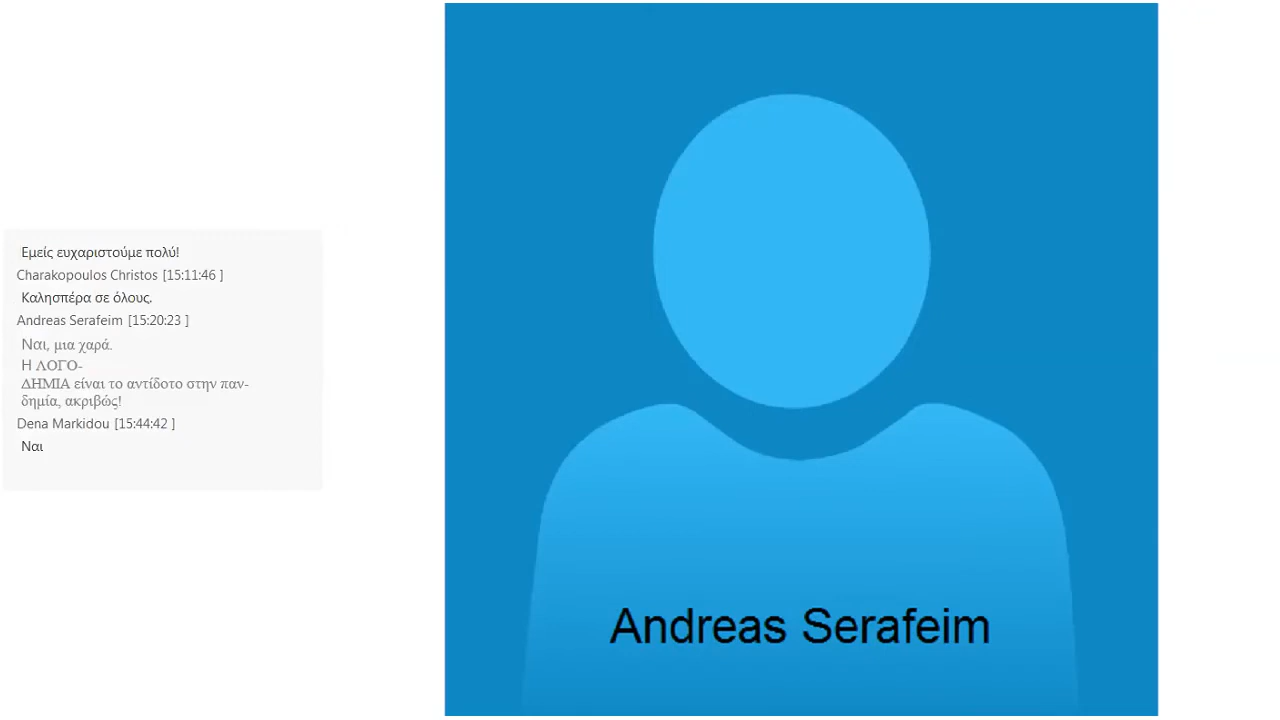 Εμείς ευχαριστούμε πολύ!
Charakopoulos Christos [15:11:46 ]
Καλησπέρα σε όλους.
Andreas Serafeim [15:20:23 ]
Ναι, μια χαρά.
Η ΛΟΓΟ-
ΔΗΜΙΑ είναι το αντίδοτο στην παν-
δημία, ακριβώς!
Dena Markidou [15:44:42 ]
Ναι
Andreas Serafeim